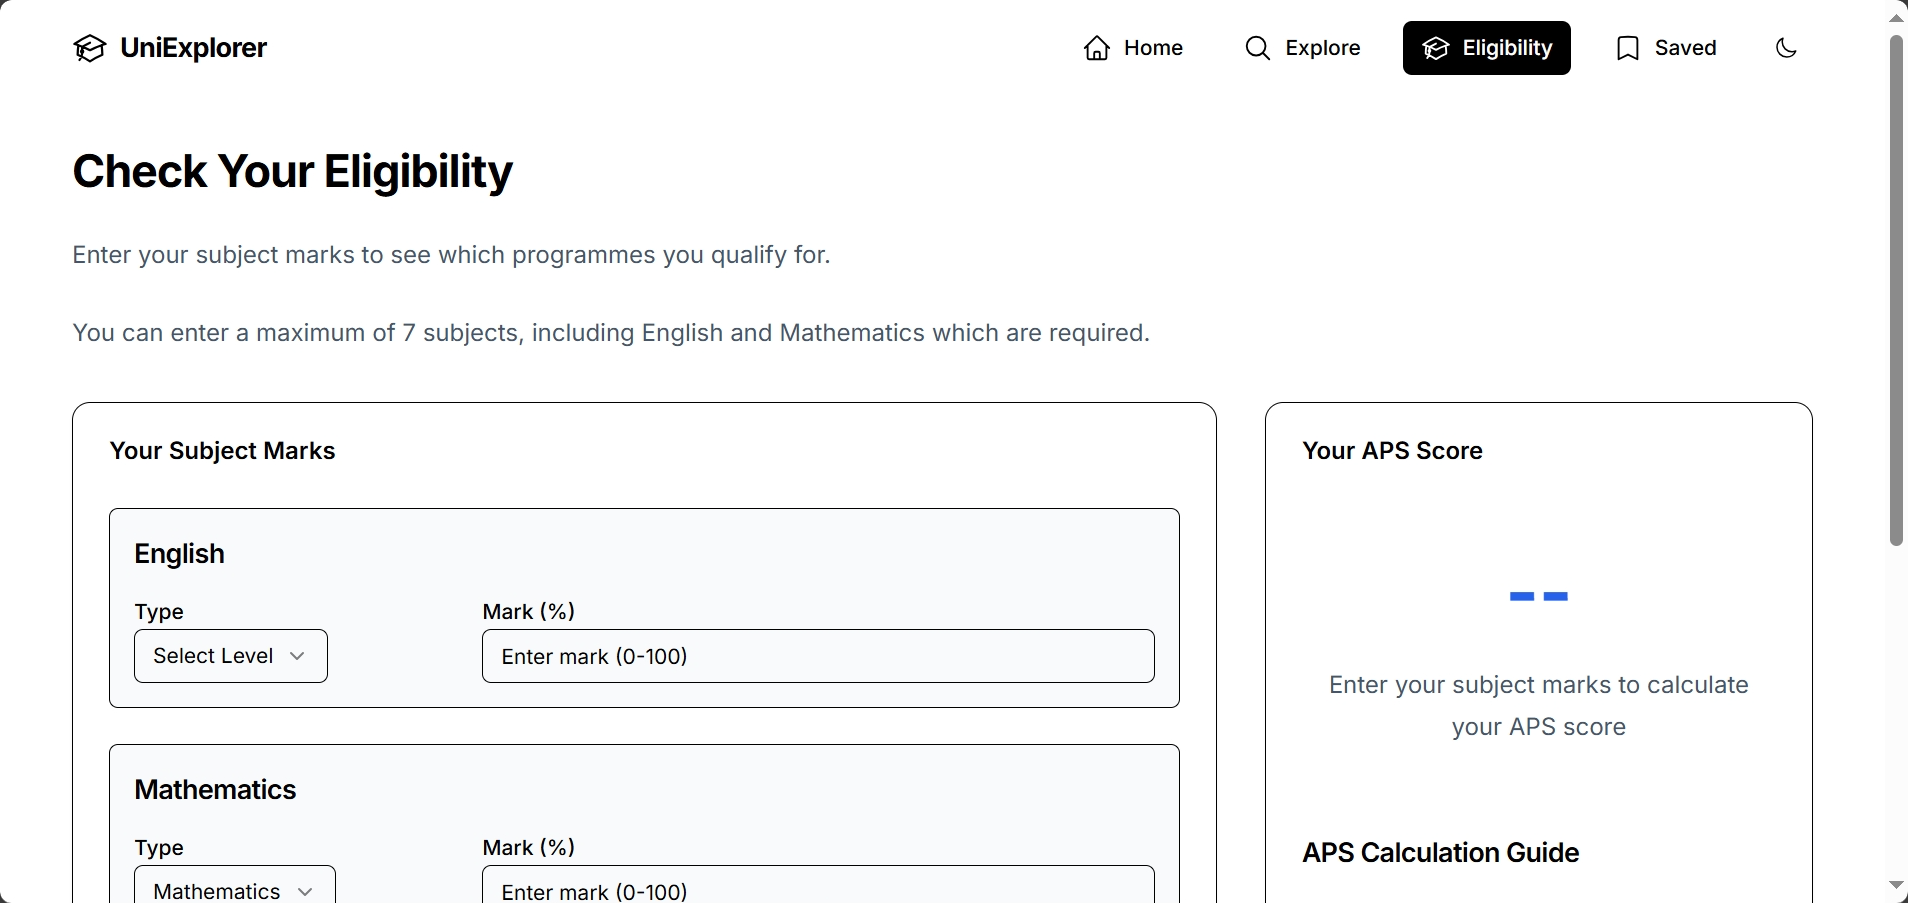 UniExplorer
Home
Explore
Eligibility
Saved
Check Your Eligibility
Enter your subject marks to see which programmes you qualify for.
You can enter a maximum of 7 subjects, including English and Mathematics which are required.
Your Subject Marks
English
Type
Mark (%)
Select Level
Enter mark (0-100)
Mathematics
Type
Mark (%)
Mathematics
Enter mark (0-100)
Your APS Score
--
Enter your subject marks to calculate
your APS score
APS Calculation Guide